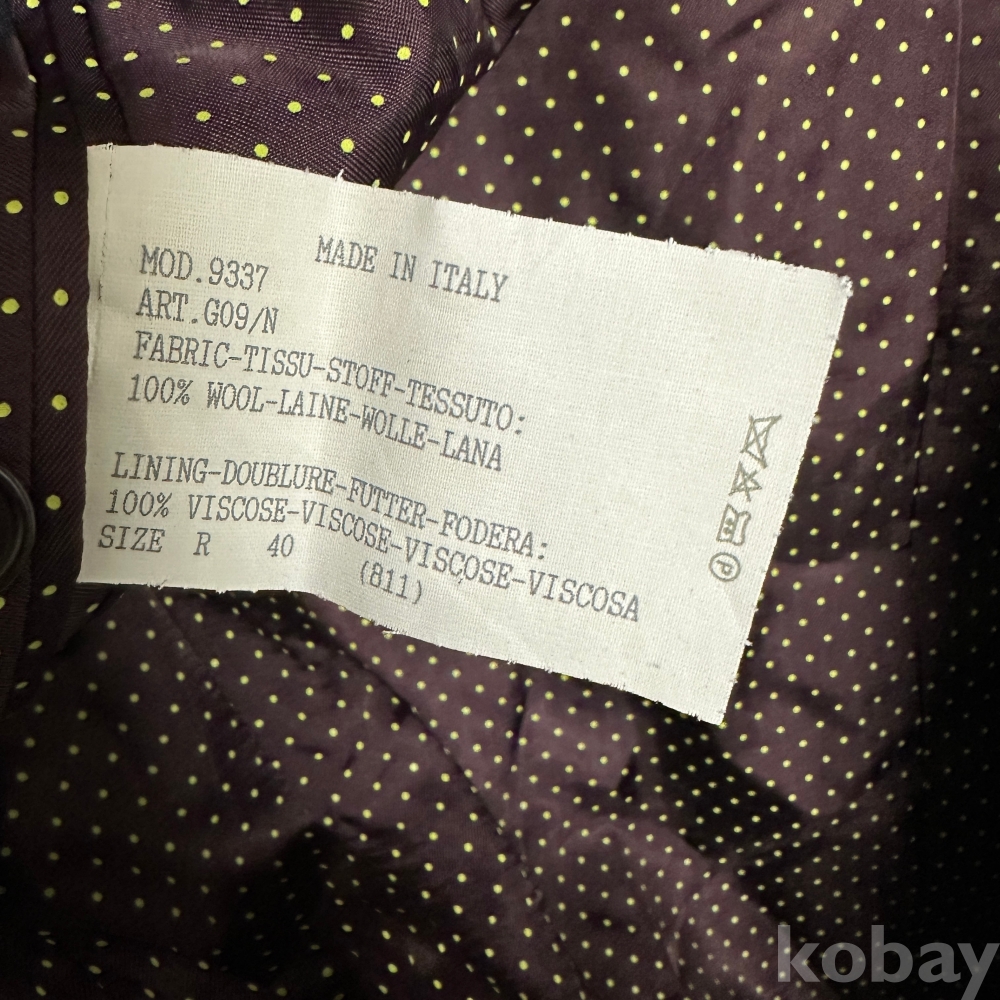 MADE IN ITALY
MOD.9337
ART.G09/N
FABRIC-TISSU-STOFF-TESSUTO:
100% WOOL-LAINE-WOLLE-LANA
LINING-DOUBLURE-FUTTER-FODERA:
100% VISCOSE-VISCOSE-VISCOSE-VISCOSA
SIZE R 40
(811)
P
kobay